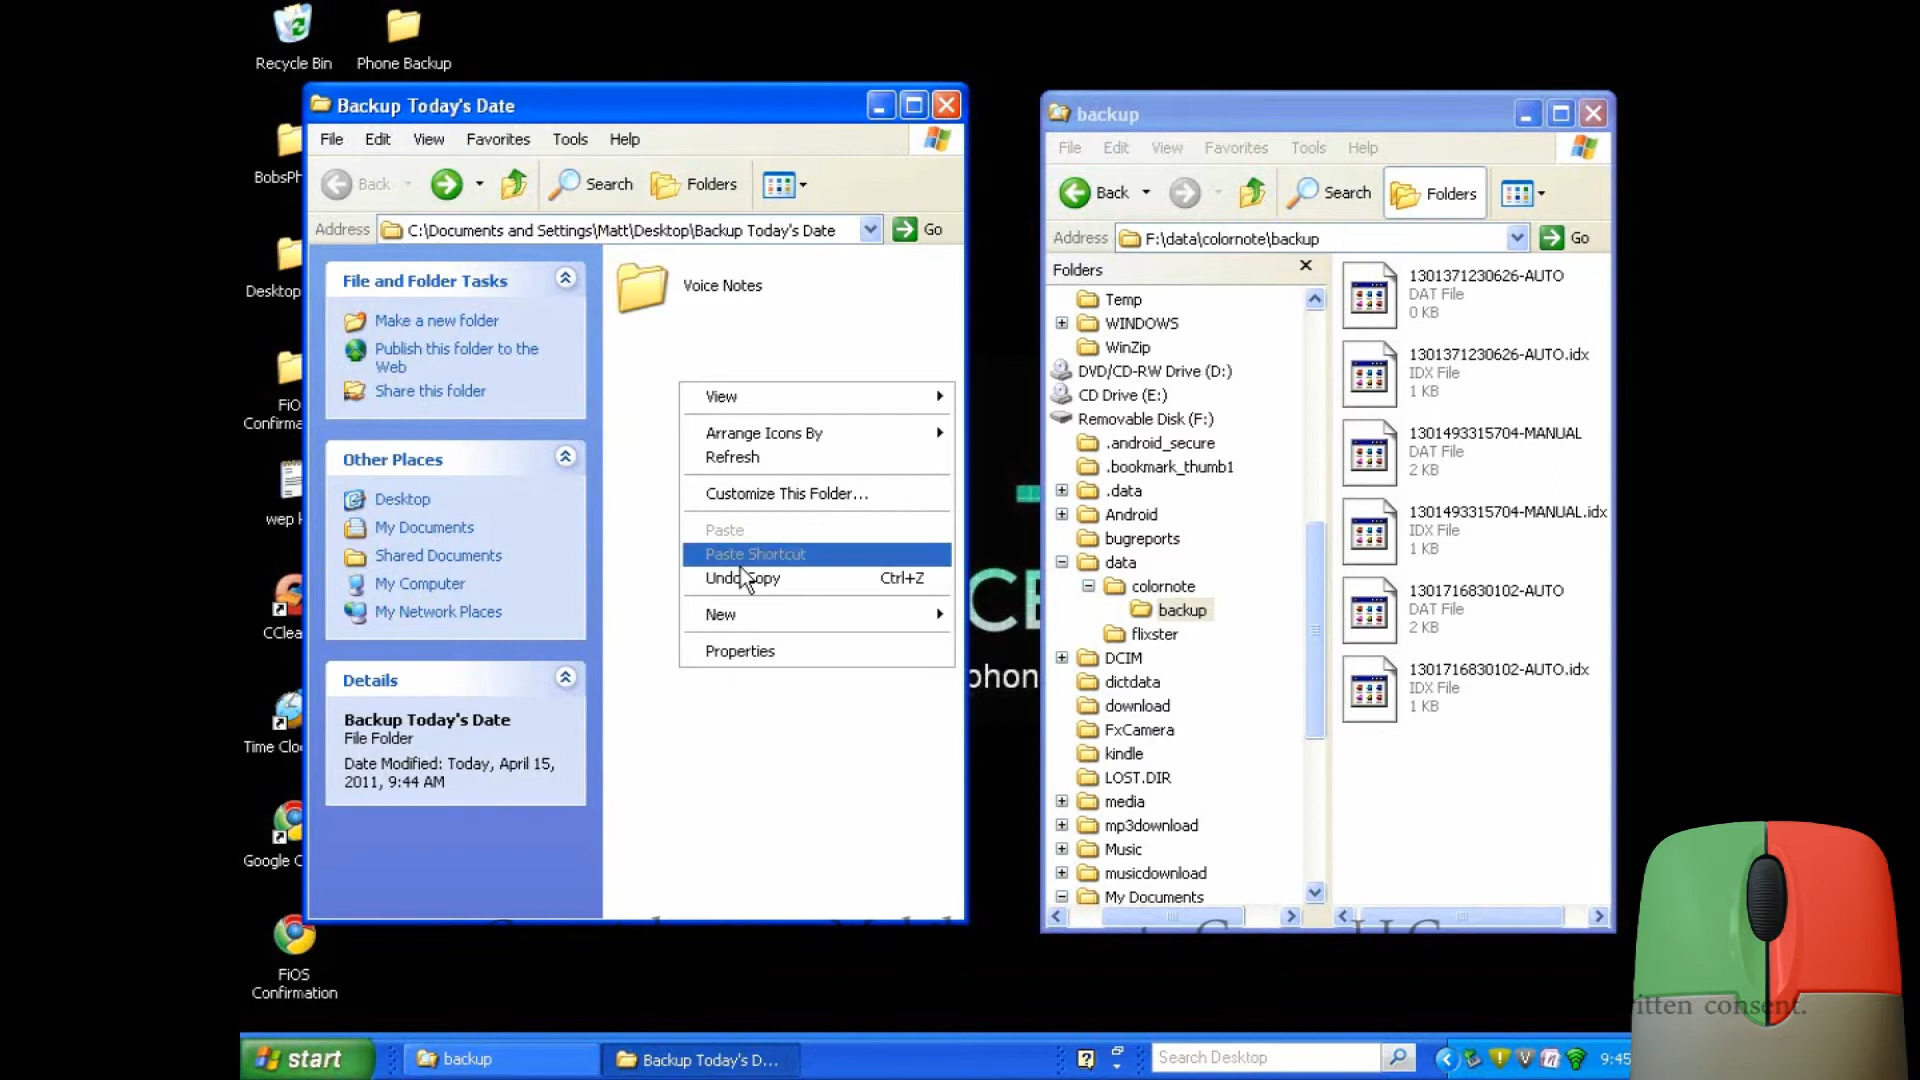 Recycle Bin
Phone Backup
BobsPh
Desktop
FiO
Confirma
wep k
CClea
Time Clo
Google C
FiOS
Confirmation
Backup Today's Date
File Edit View Favorites Tools Help
Back
Search
Folders
Address
C:\Documents and Settings\Matt\Desktop\Backup Today's Date
Go
File and Folder Tasks
Make a new folder
Publish this folder to the
Web
Share this folder
Other Places
Desktop
My Documents
Shared Documents
My Computer
My Network Places
Details
Backup Today's Date
File Folder
Date Modified: Today, April 15,
2011, 9:44 AM
Voice Notes
View
Arrange Icons By
Refresh
Customize This Folder...
Paste
Paste Shortcut
Undo Copy Ctrl+Z
New
Properties
CE
phon
backup
File Edit View Favorites Tools Help
Back
Search
Folders
Address
F:\data\colornote\backup
Go
Folders
Temp
WINDOWS
WinZip
DVD/CD-RW Drive (D:)
CD Drive (E:)
Removable Disk (F:)
.android_secure
.bookmark_thumb1
.data
Android
bugreports
data
colornote
backup
flixster
DCIM
dictdata
download
FxCamera
kindle
LOST.DIR
media
mp3download
Music
musicdownload
My Documents
1301371230626-AUTO
DAT File
0 KB
1301371230626-AUTO.idx
IDX File
1 KB
1301493315704-MANUAL
DAT File
2 KB
1301493315704-MANUAL.idx
IDX File
1 KB
1301716830102-AUTO
DAT File
2 KB
1301716830102-AUTO.idx
IDX File
1 KB
itten consent.
start
backup
Backup Today's D...
Search Desktop
9:45